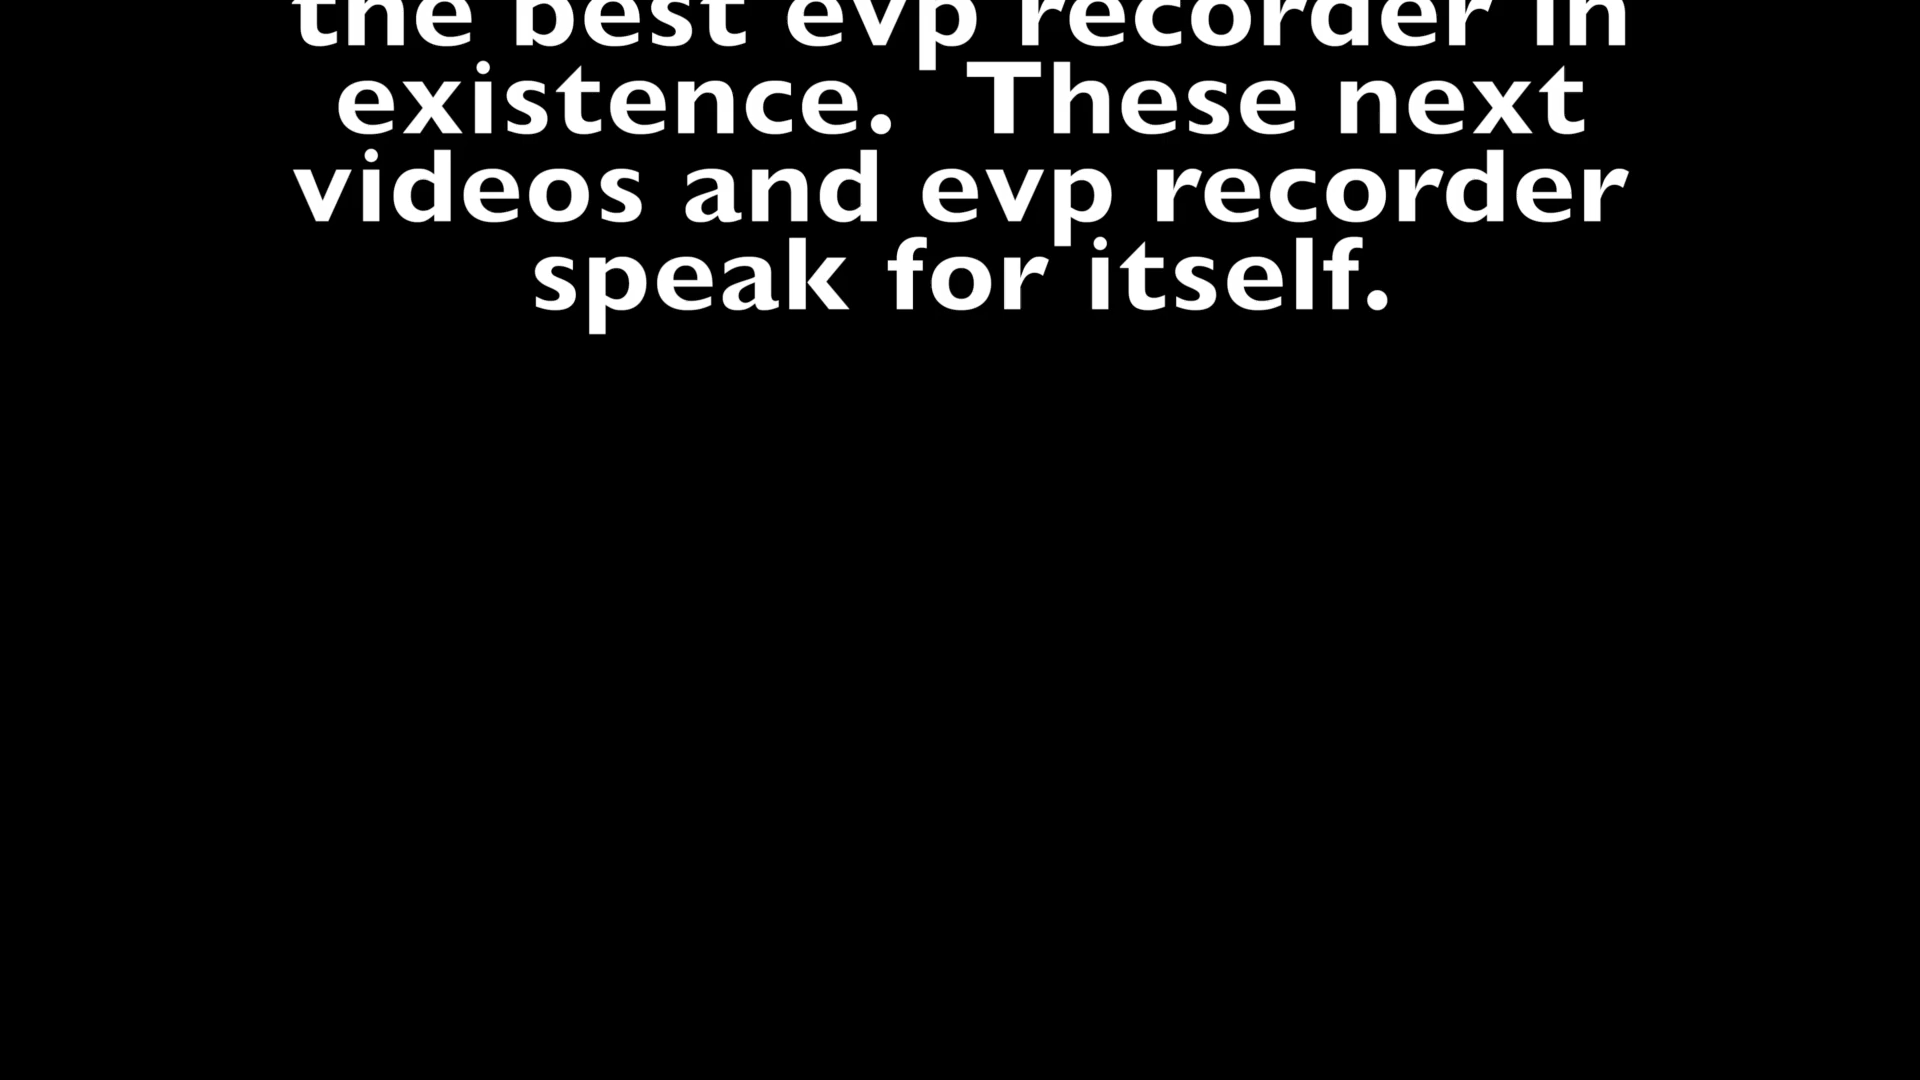 the best evp recorder in
existence.  These next
videos and evp recorder
speak for itself.